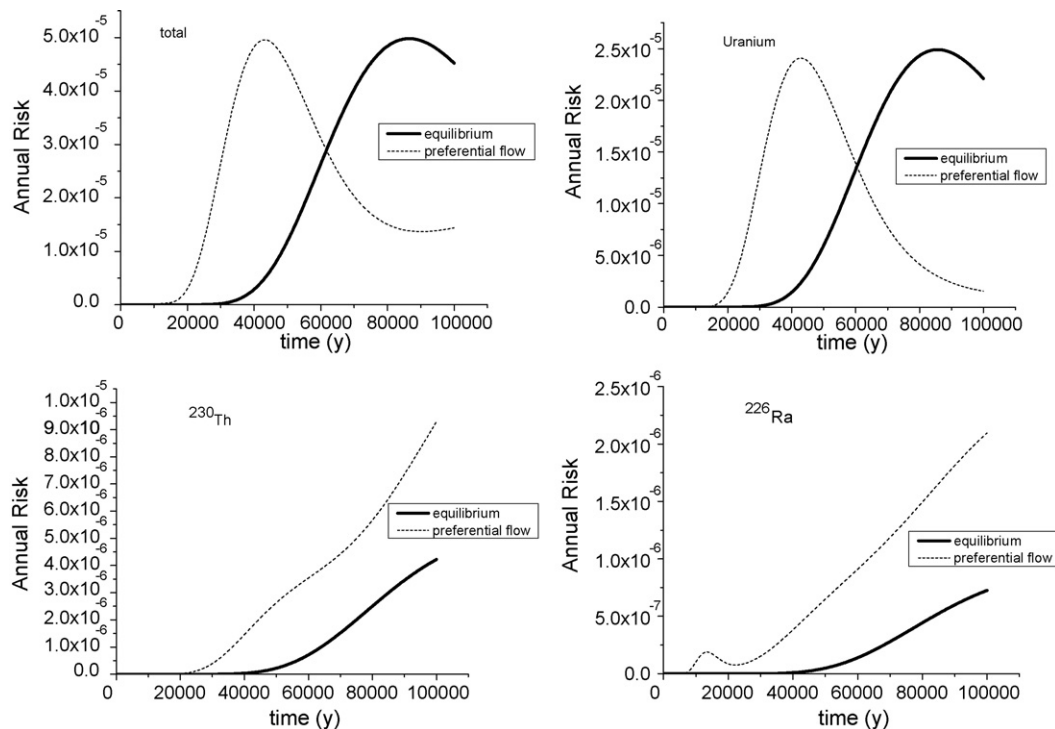 total
5.0x10⁻⁵
4.0x10⁻⁵
3.0x10⁻⁵
2.0x10⁻⁵
1.0x10⁻⁵
0.0
Annual Risk
equilibrium
preferential flow
0 20000 40000 60000 80000 100000
time (y)
Uranium
2.5x10⁻⁵
2.0x10⁻⁵
1.5x10⁻⁵
1.0x10⁻⁵
5.0x10⁻⁶
0.0
Annual Risk
equilibrium
preferential flow
0 20000 40000 60000 80000 100000
time (y)
²³⁰Th
1.0x10⁻⁵
9.0x10⁻⁶
8.0x10⁻⁶
7.0x10⁻⁶
6.0x10⁻⁶
5.0x10⁻⁶
4.0x10⁻⁶
3.0x10⁻⁶
2.0x10⁻⁶
1.0x10⁻⁶
0.0
Annual Risk
equilibrium
preferential flow
0 20000 40000 60000 80000 100000
time (y)
²²⁶Ra
2.5x10⁻⁶
2.0x10⁻⁶
1.5x10⁻⁶
1.0x10⁻⁶
5.0x10⁻⁷
0.0
Annual Risk
equilibrium
preferential flow
0 20000 40000 60000 80000 100000
time (y)